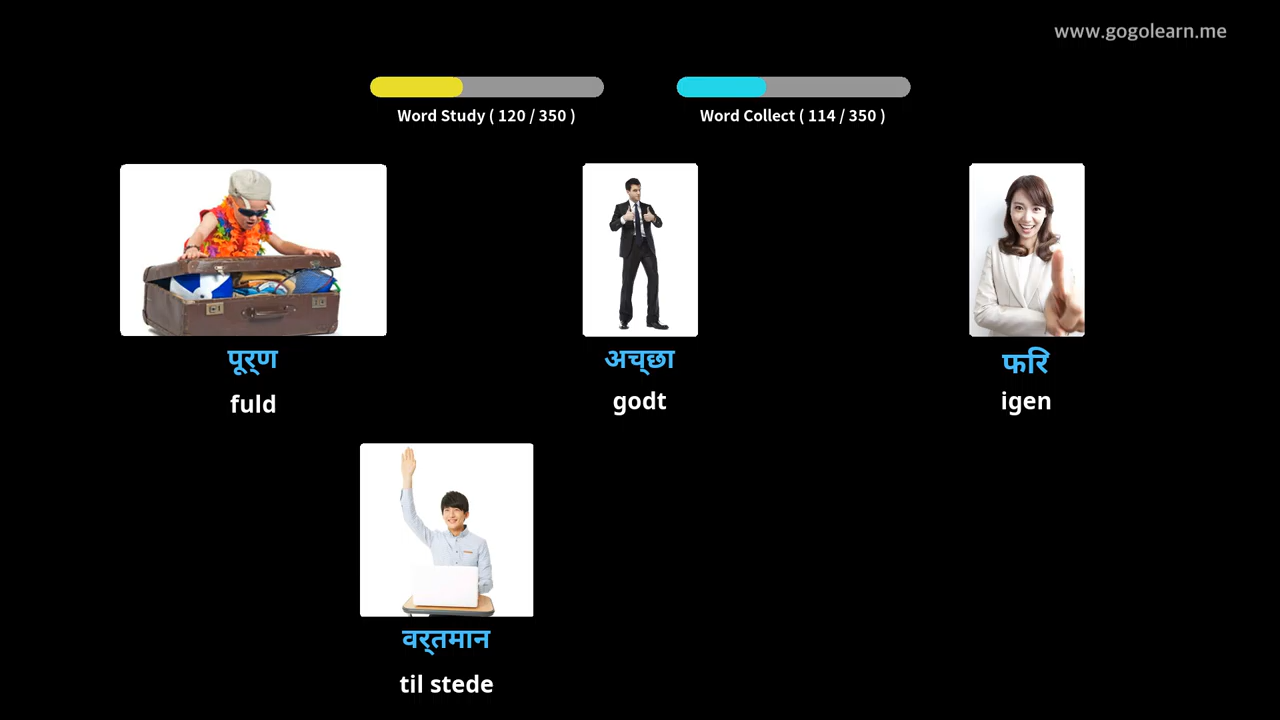 www.gogolearn.me
Word Study ( 120 / 350 )
Word Collect ( 114 / 350 )
पूर्‌ण
अच्‌छा
फरि
fuld
godt
igen
वर्‌तमान
til stede